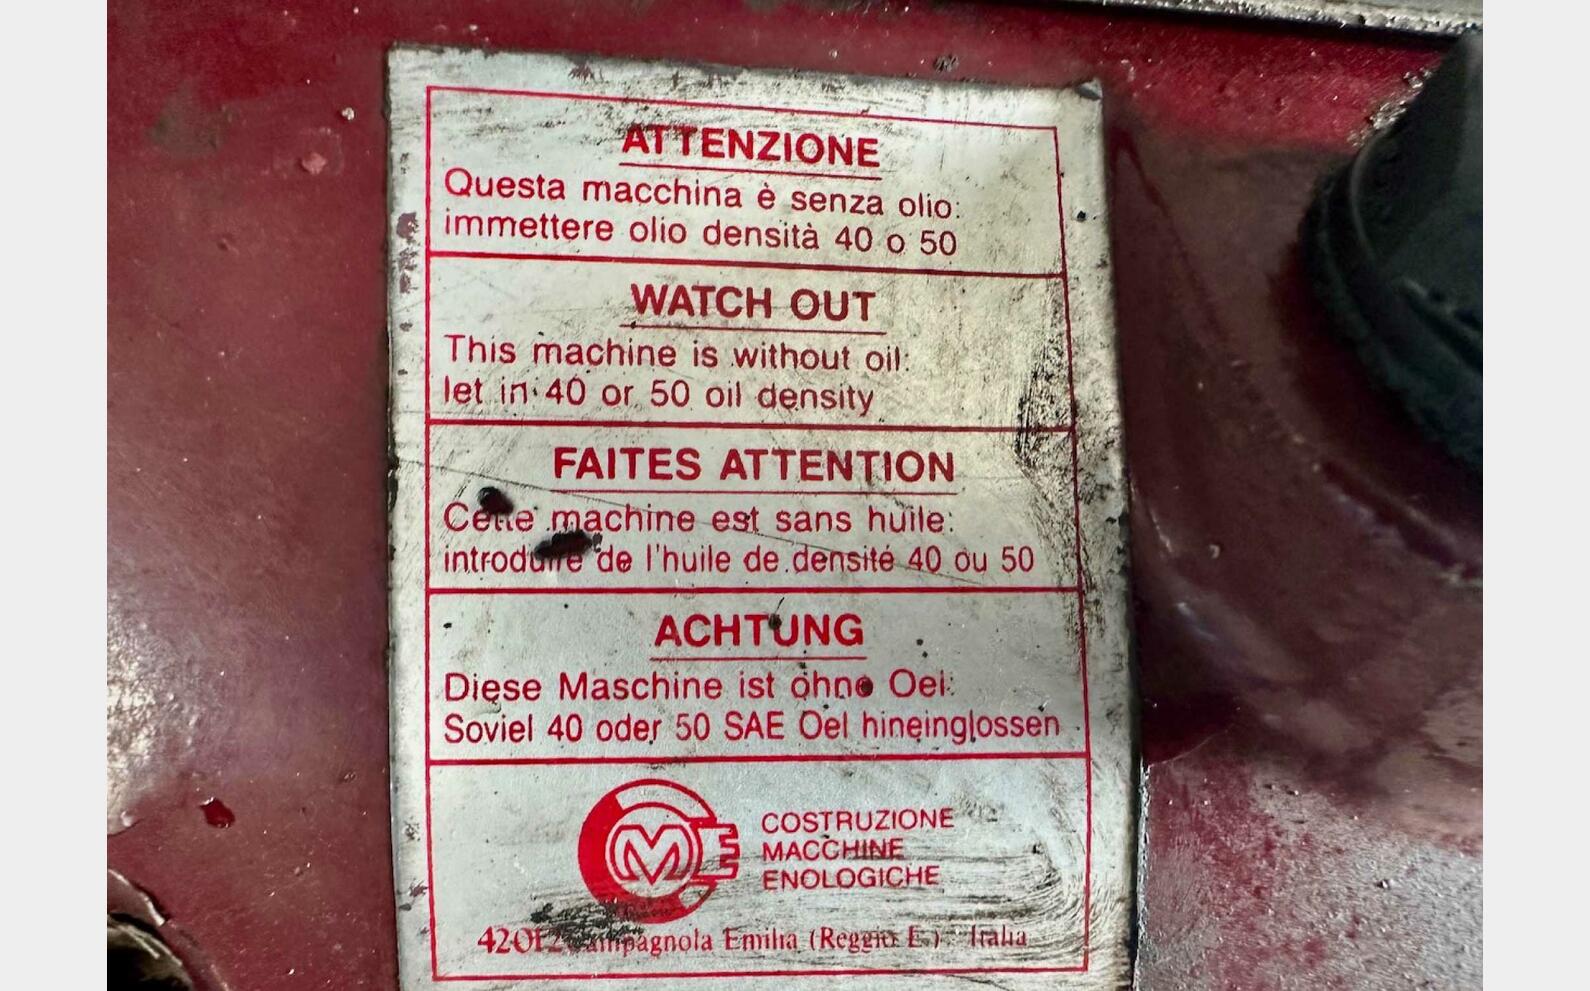 ATTENZIONE
Questa macchina è senza olio:
immettere olio densità 40 o 50
WATCH OUT
This machine is without oil:
let in 40 or 50 oil density
FAITES ATTENTION
Cette machine est sans huile:
introduire de l'huile de densité 40 ou 50
ACHTUNG
Diese Maschine ist ohne Oel:
Soviel 40 oder 50 SAE Oel hineinglossen
CME
COSTRUZIONE
MACCHINE
ENOLOGICHE
42012 Campagnola Emilia (Reggio E.) - Italia